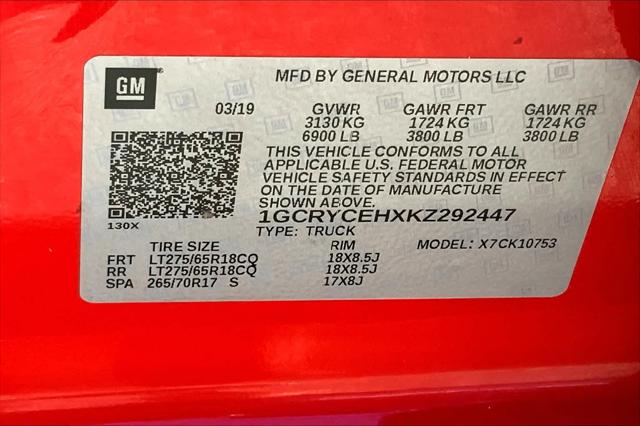 GM ®
MFD BY GENERAL MOTORS LLC
03/19 GVWR GAWR FRT GAWR RR
3130 KG 1724 KG 1724 KG
6900 LB 3800 LB 3800 LB
THIS VEHICLE CONFORMS TO ALL
APPLICABLE U.S. FEDERAL MOTOR
VEHICLE SAFETY STANDARDS IN EFFECT
ON THE DATE OF MANUFACTURE
SHOWN ABOVE.
1GCRYCEHXKZ292447
130X
TYPE: TRUCK
TIRE SIZE RIM MODEL: X7CK10753
FRT LT275/65R18CQ 18X8.5J
RR LT275/65R18CQ 18X8.5J
SPA 265/70R17 S 17X8J